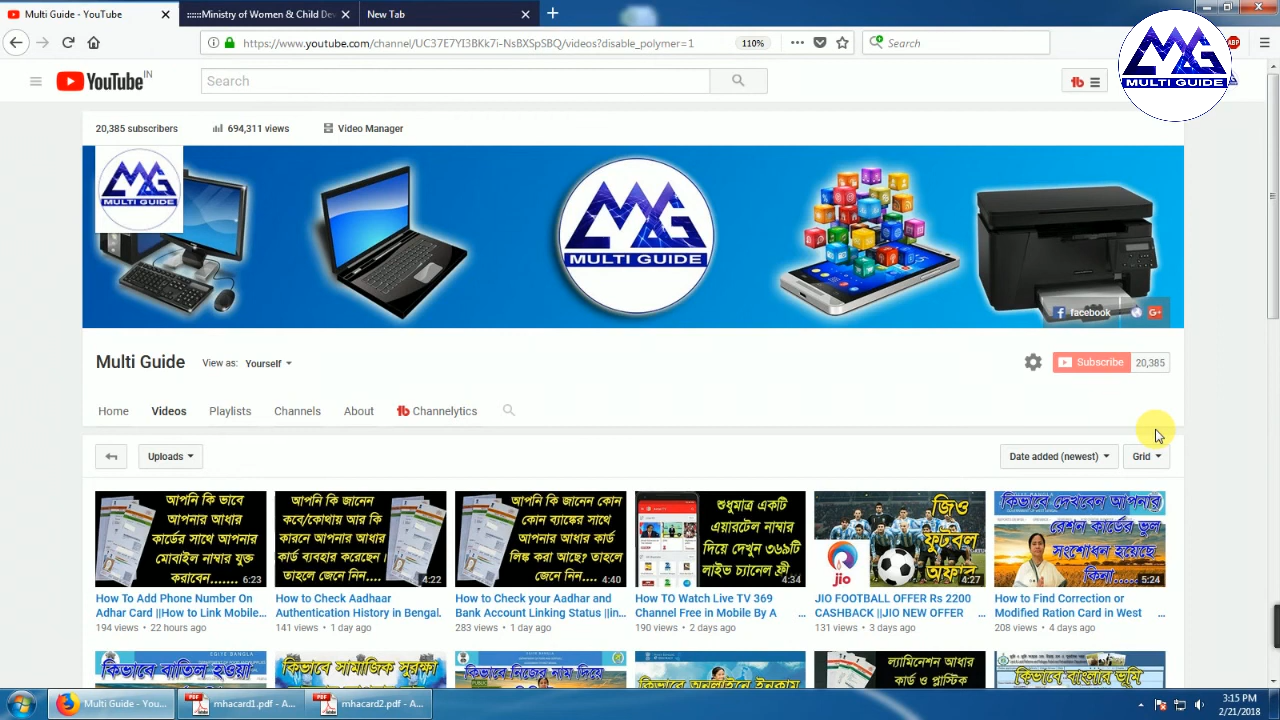 Multi Guide - YouTube
::::::Ministry of Women & Child De
New Tab
https://www.youtube.com/channel/UC37E7YI3BKk7i-NsBXSpSBQ/videos?disable_polymer=1
110%
Search
ABP
MULTI GUIDE
YouTube IN
Search
20,385 subscribers
694,311 views
Video Manager
MULTI GUIDE
MULTI GUIDE
facebook
Multi Guide
View as: Yourself
Subscribe 20,385
Home
Videos
Playlists
Channels
About
Channelytics
Uploads
Date added (newest)
Grid
আপনি কি ভাবে
আপনার আধার
কার্ডের সাথে আপনার
মোবাইল নাম্বার যুক্ত
করাবেন....... 6:23
আপনি কি জানেন
কবে/কোথায় আর কি
কারনে আপনার আধার
কার্ড ব্যবহার করেছেন
তাহলে জেনে নিন.... 4:22
আপনি কি জানেন কোন
কোন ব্যাঙ্কের সাথে
আপনার আধার কার্ড
লিঙ্ক করা আছে? তাহলে
জেনে নিন... 4:40
শুধুমাত্র একটি
এয়ারটেল নাম্বার
দিয়ে দেখুন ৩৬৯টি
লাইভ চ্যানেল ফ্রী
4:34
জিও
ফুটবল
অফার
jio
4:27
কিভাবে দেখবেন আপনার
রেশন কার্ডের ভুল
সংশোধন হয়েছে
কিনা.....
5:24
How To Add Phone Number On
Adhar Card ||How to Link Mobile...
194 views • 22 hours ago
How to Check Aadhaar
Authentication History in Bengal.
141 views • 1 day ago
How to Check your Aadhar and
Bank Account Linking Status ||in...
283 views • 1 day ago
How TO Watch Live TV 369
Channel Free in Mobile By A ...
190 views • 2 days ago
JIO FOOTBALL OFFER Rs 2200
CASHBACK ||JIO NEW OFFER ...
131 views • 3 days ago
How to Find Correction or
Modified Ration Card in West ...
208 views • 4 days ago
কিভাবে বাতিল হওয়া
কিভাবে সামাজিক সুরক্ষা
কিভাবে নিজের নাম দিয়ে
কিভাবে অনলাইনে ইনকাম
ল্যামিনেশন আধার
কার্ড ও প্লাস্টিক
কিভাবে বাংলার ভূমি
Multi Guide - You...
mhacard1.pdf - A...
mhacard2.pdf - A...
3:15 PM
2/21/2018